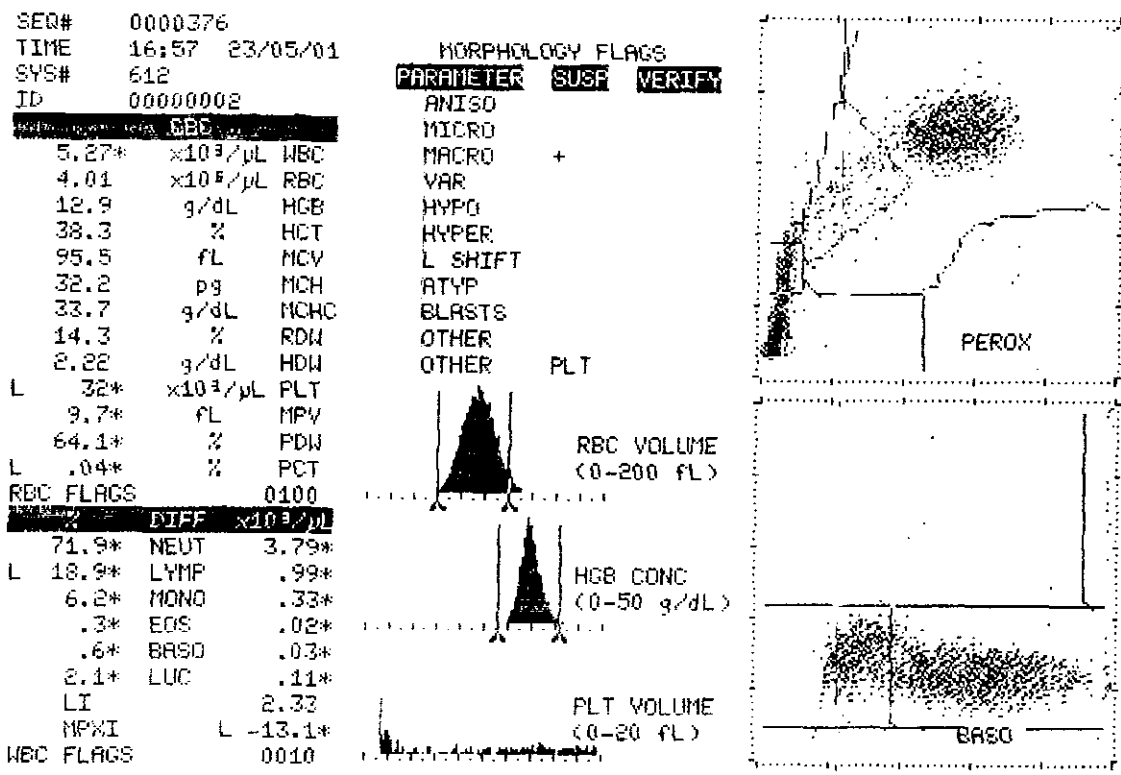 SEQ# 0000376
TIME 16:57 23/05/01
SYS# 612
ID 00000002
CBC
5.27* x10³/µL WBC
4.01 x10⁶/µL RBC
12.9 g/dL HGB
38.3 % HCT
95.5 fL MCV
32.2 pg MCH
33.7 g/dL MCHC
14.3 % RDW
2.22 g/dL HDW
L 32* x10³/µL PLT
9.7* fL MPV
64.1* % PDW
L .04* % PCT
RBC FLAGS 0100
% DIFF x10³/µL
71.9* NEUT 3.79*
L 18.9* LYMP .99*
6.2* MONO .33*
.3* EOS .02*
.6* BASO .03*
2.1* LUC .11*
LI 2.33
MPXI L -13.1*
WBC FLAGS 0010
MORPHOLOGY FLAGS
PARAMETER SUSP VERIFY
ANISO
MICRO
MACRO +
VAR
HYPO
HYPER
L SHIFT
ATYP
BLASTS
OTHER
OTHER PLT
RBC VOLUME
(0-200 fL)
HGB CONC
(0-50 g/dL)
PLT VOLUME
(0-20 fL)
PEROX
BASO